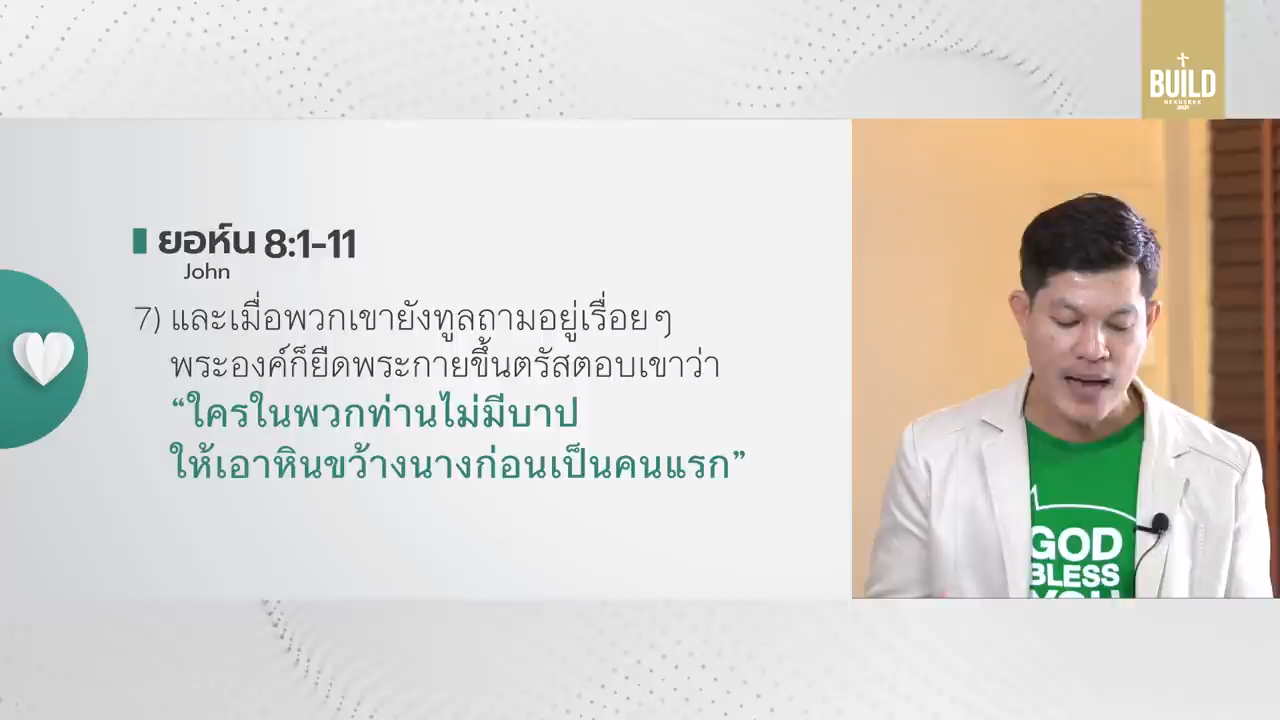 BUILD
NEXUSBKK
2021
ยอห์น 8:1-11
John
7) และเมื่อพวกเขายังทูลถามอยู่เรื่อยๆ
พระองค์ก็ยืดพระกายขึ้นตรัสตอบเขาว่า
“ใครในพวกท่านไม่มีบาป
ให้เอาหินขว้างนางก่อนเป็นคนแรก”
GOD
BLESS
YOU